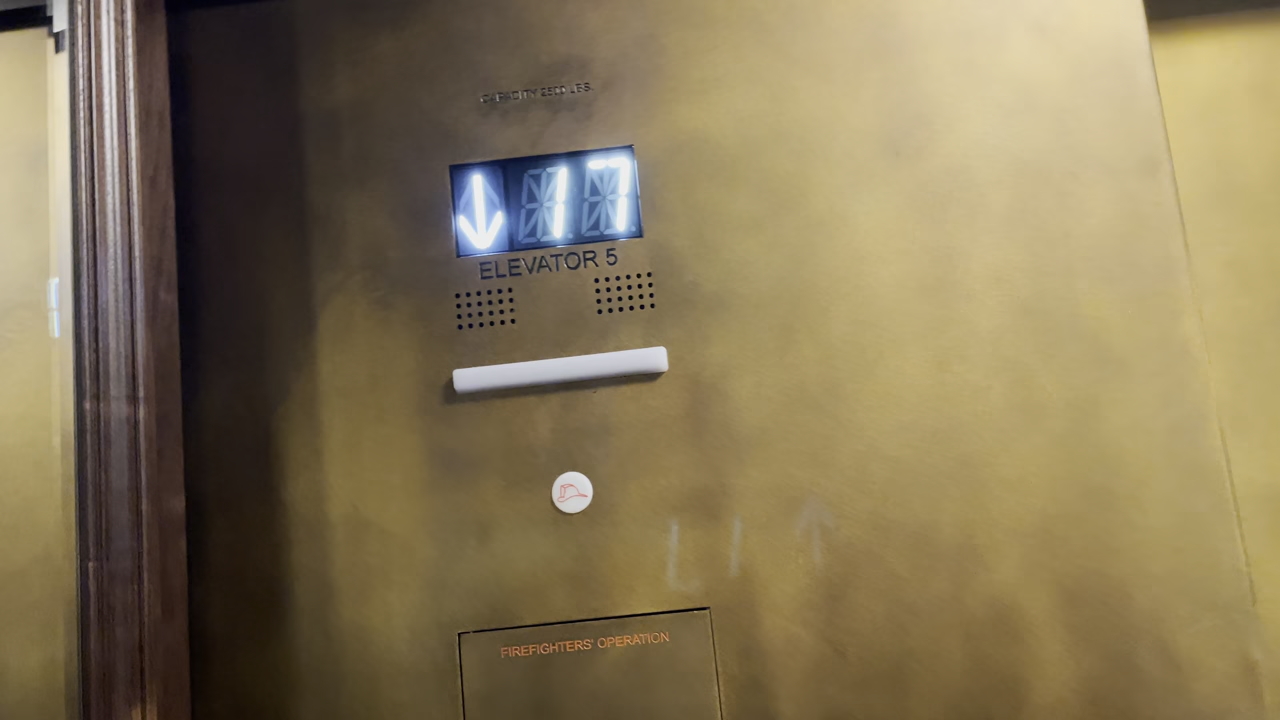 CAPACITY 2500 LBS.
↓ 17
ELEVATOR 5
FIREFIGHTERS' OPERATION